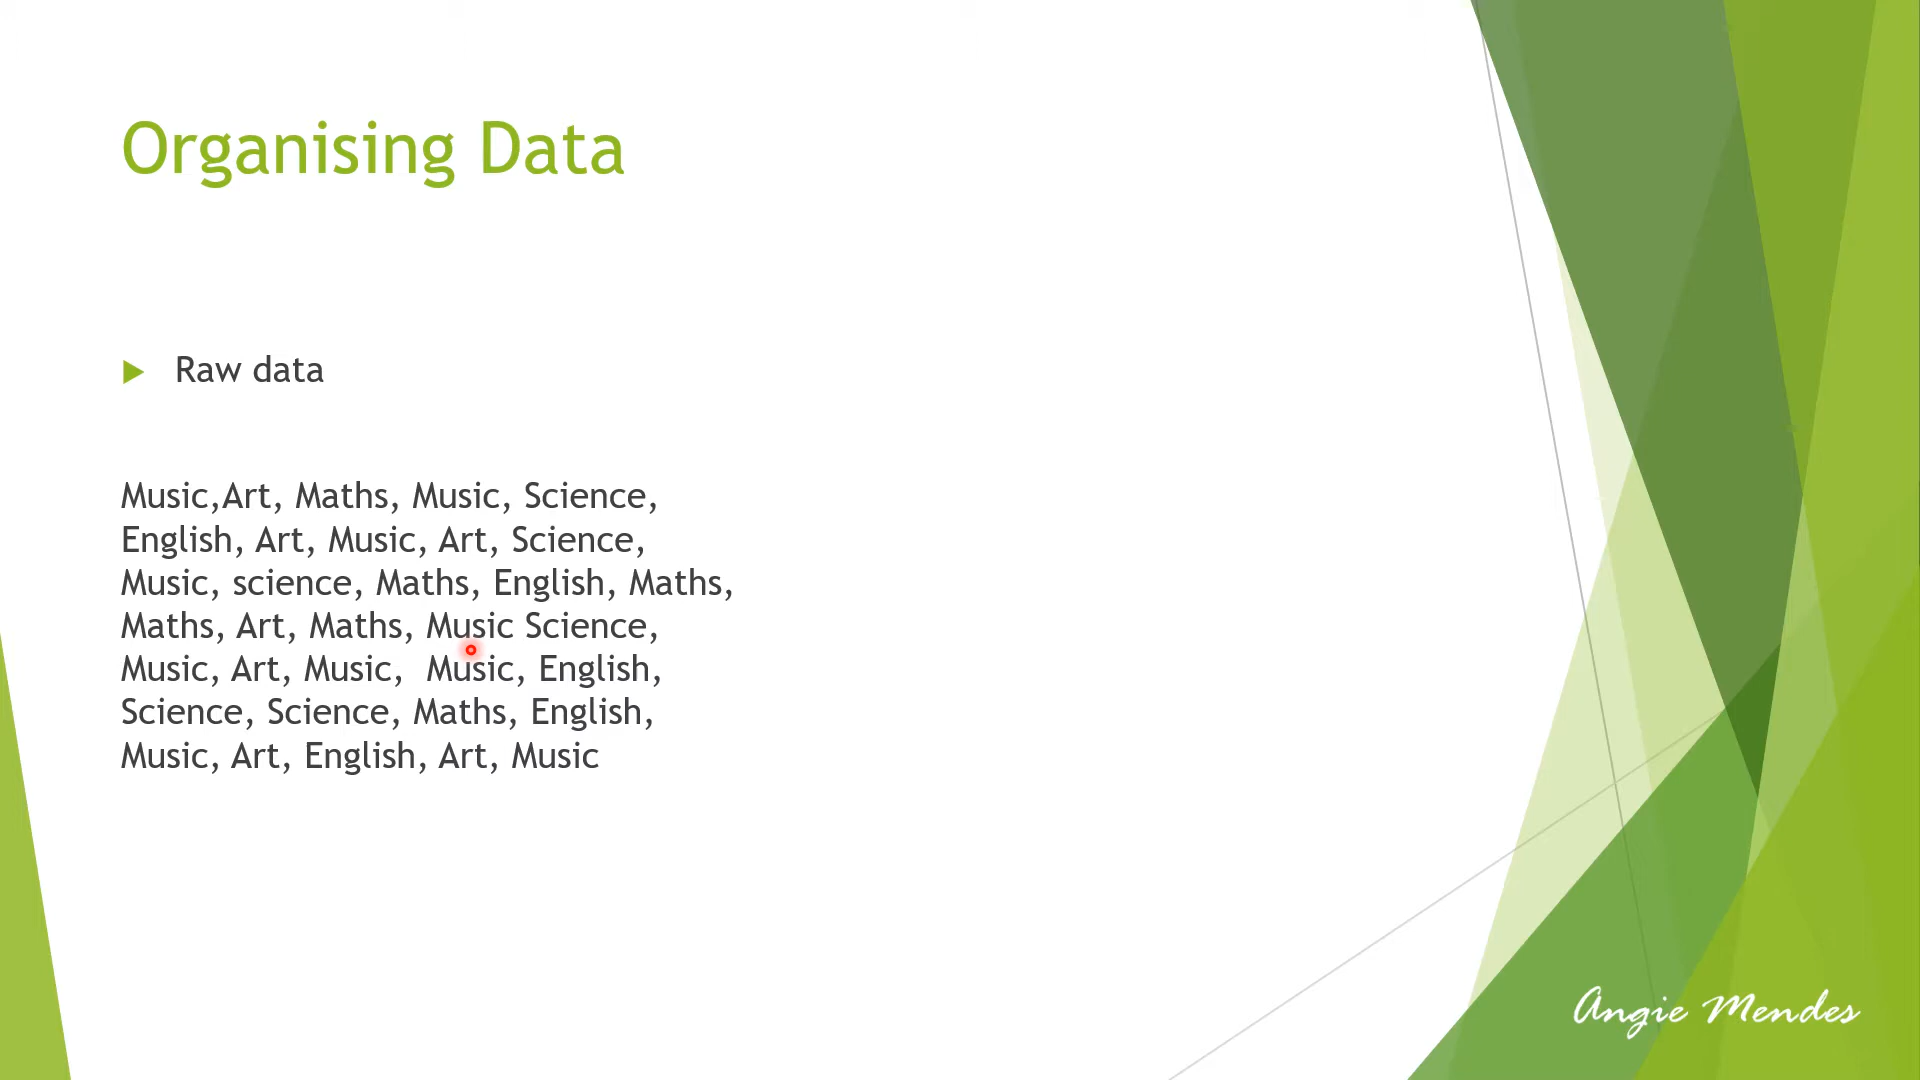 Organising Data
Raw data
Music,Art, Maths, Music, Science,
English, Art, Music, Art, Science,
Music, science, Maths, English, Maths,
Maths, Art, Maths, Music Science,
Music, Art, Music,  Music, English,
Science, Science, Maths, English,
Music, Art, English, Art, Music
Angie Mendes